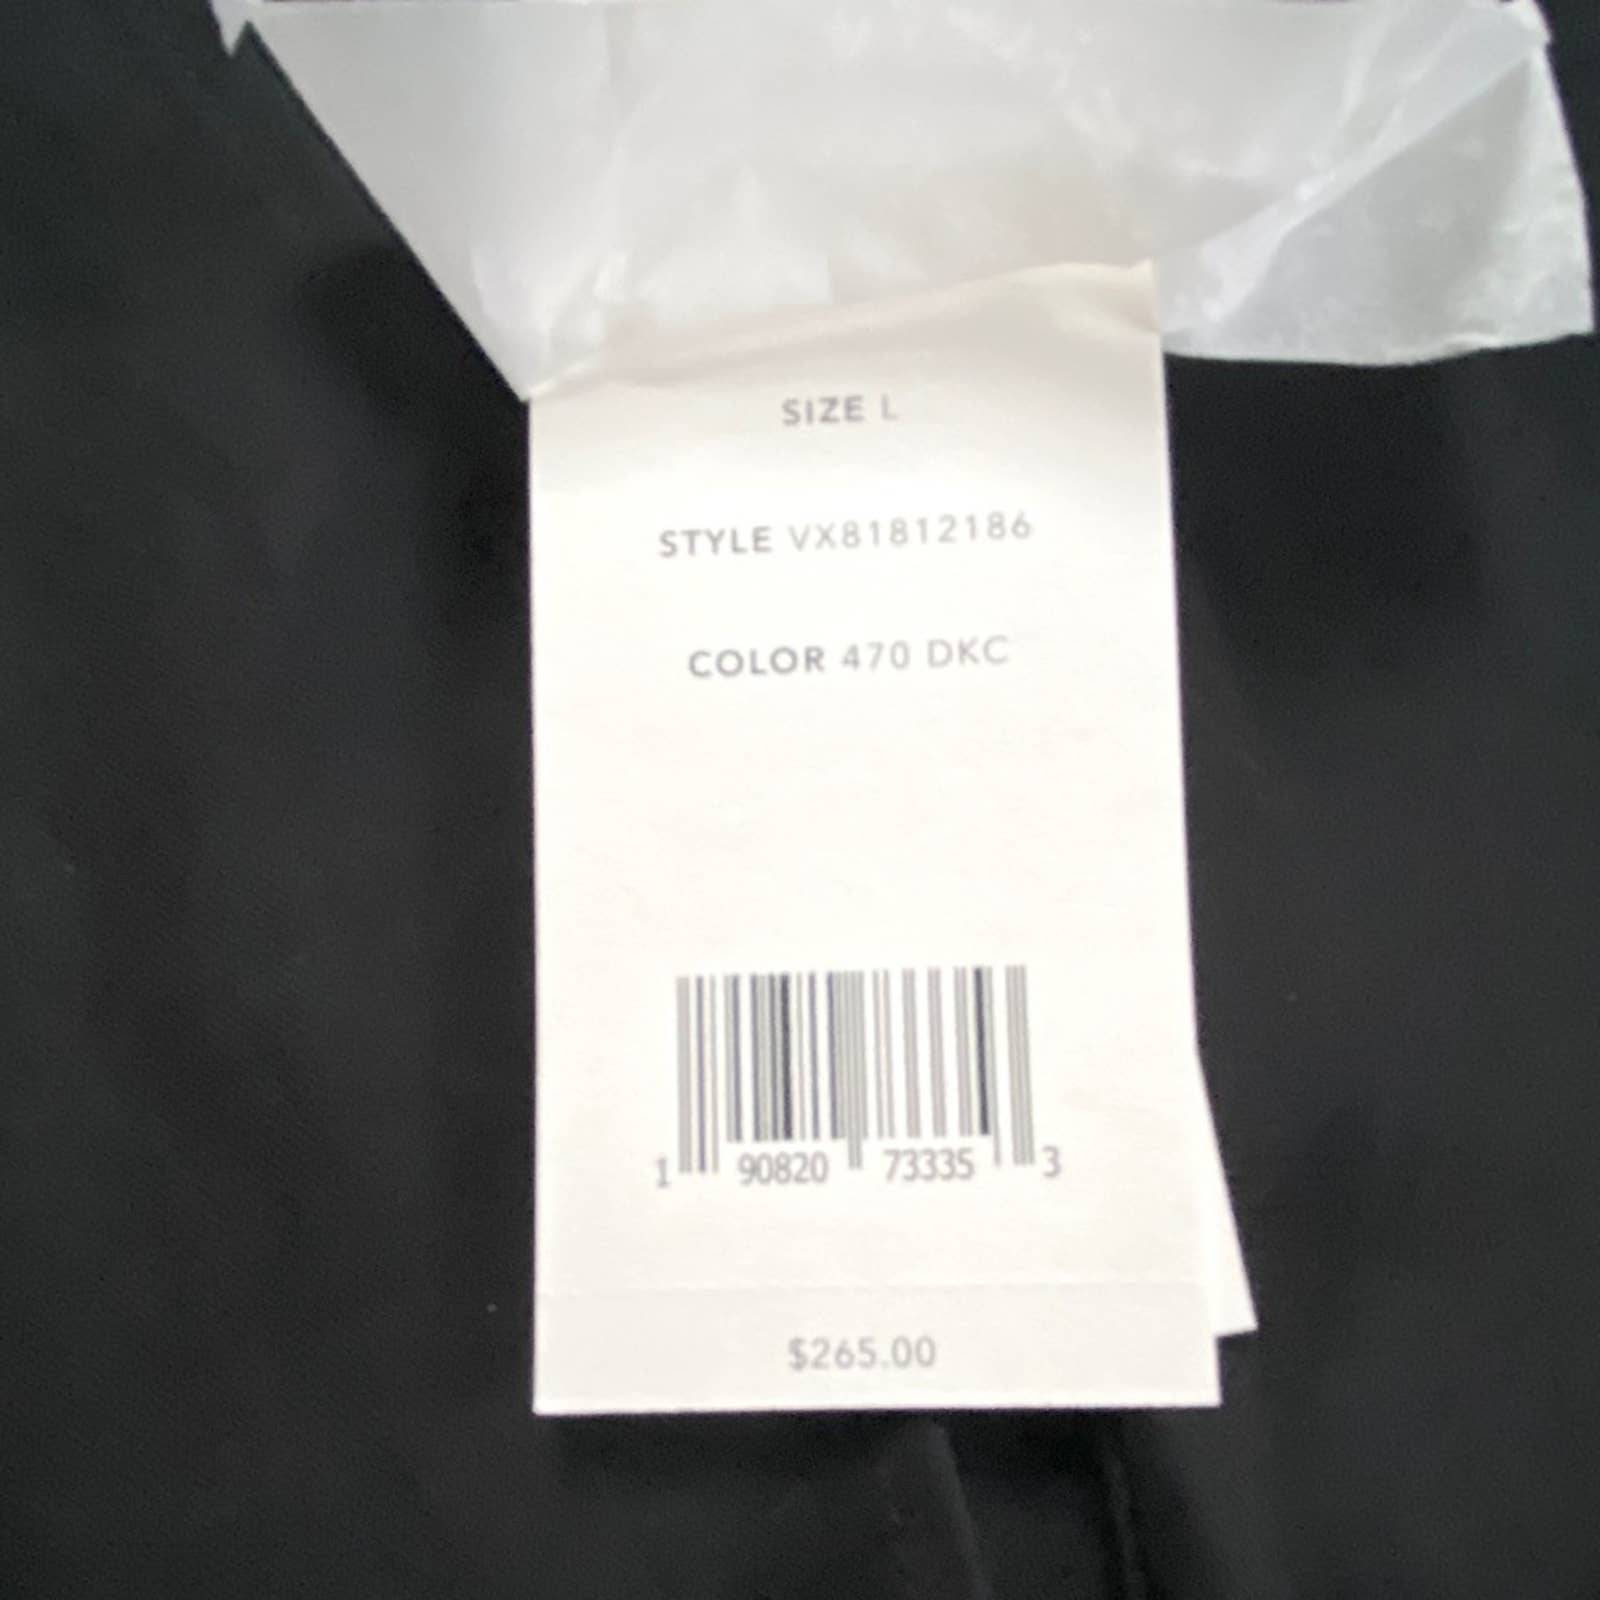 SIZE L
STYLE VX81812186
COLOR 470 DKC
1 90820 73335 3
$265.00